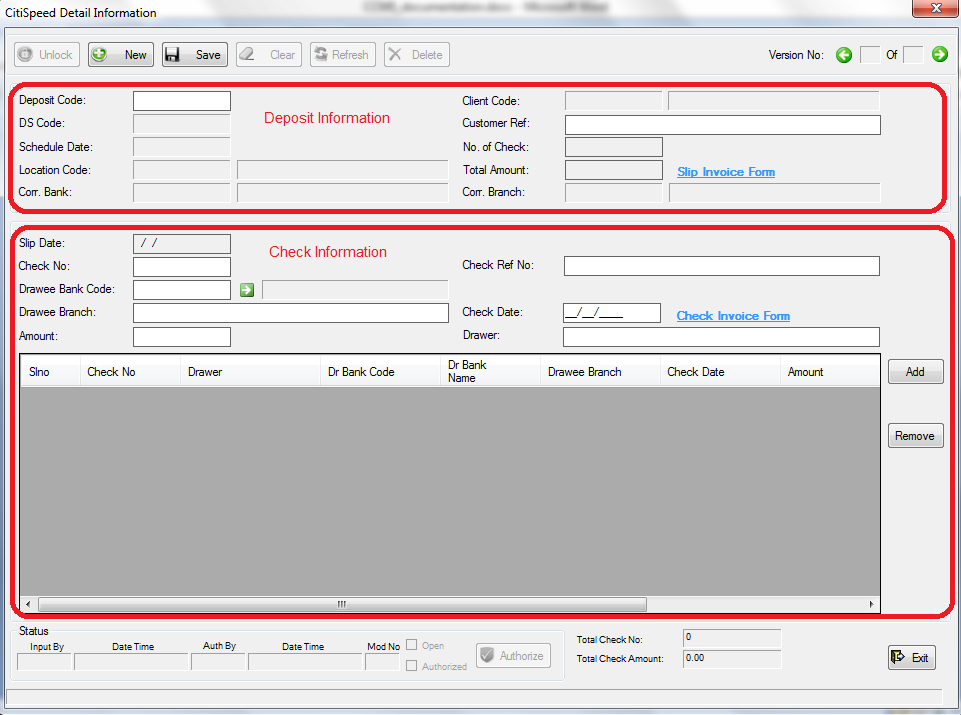 CitiSpeed Detail Information
Unlock New Save Clear Refresh Delete Version No: Of
Deposit Code: Deposit Information Client Code:
DS Code: Customer Ref:
Schedule Date: No. of Check:
Location Code: Total Amount: Slip Invoice Form
Corr. Bank: Corr. Branch:
Slip Date: / / Check Information
Check No: Check Ref No:
Drawee Bank Code:
Drawee Branch: Check Date: __/__/____ Check Invoice Form
Amount: Drawer:
Slno Check No Drawer Dr Bank Code Dr Bank Name Drawee Branch Check Date Amount Add
Remove
Status
Input By Date Time Auth By Date Time Mod No Open Total Check No: 0
Authorized Authorize Total Check Amount: 0.00 Exit